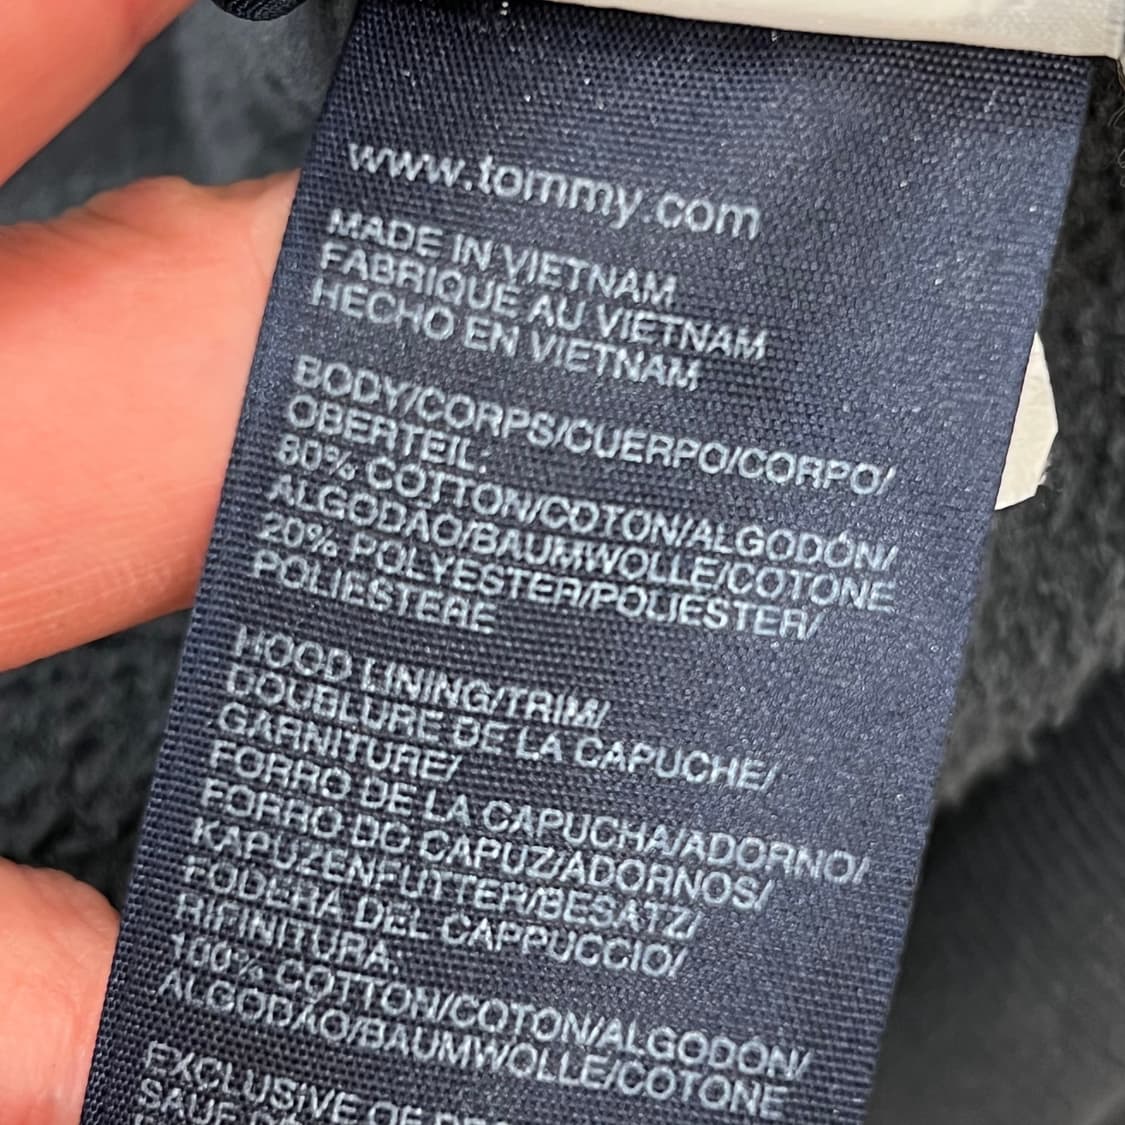 www.tommy.com
MADE IN VIETNAM
FABRIQUE AU VIETNAM
HECHO EN VIETNAM
BODY/CORPS/CUERPO/CORPO/
OBERTEIL:
80% COTTON/COTON/ALGODÓN/
ALGODÃO/BAUMWOLLE/COTONE
20% POLYESTER/POLIESTER/
POLIESTERE
HOOD LINING/TRIM/
DOUBLURE DE LA CAPUCHE/
GARNITURE/
FORRO DE LA CAPUCHA/ADORNO/
FORRO DO CAPUZ/ADORNOS/
KAPUZENFUTTER/BESATZ/
FODERA DEL CAPPUCCIO/
RIFINITURA:
100% COTTON/COTON/ALGODÓN/
ALGODÃO/BAUMWOLLE/COTONE
EXCLUSIVE OF
SAUF